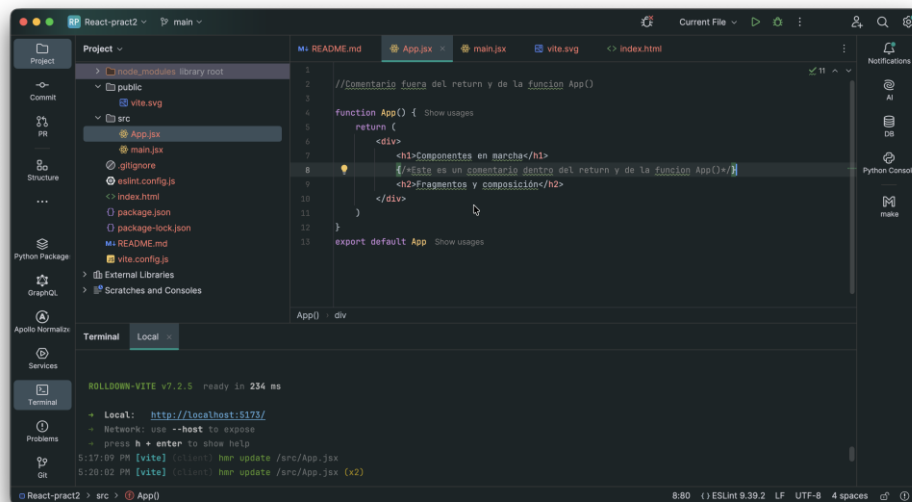 RP React-pract2 main Current File
Project
Commit
PR
Structure
Python Package
GraphQL
Apollo Normaliz
Services
Terminal
Problems
Git
Project
node_modules library root
public
vite.svg
src
App.jsx
main.jsx
.gitignore
eslint.config.js
index.html
package.json
package-lock.json
README.md
vite.config.js
External Libraries
Scratches and Consoles
README.md App.jsx main.jsx vite.svg index.html
11
1
2 //Comentario fuera del return y de la funcion App()
3
4 function App() { Show usages
5 return (
6 <div>
7 <h1>Componentes en marcha</h1>
8 {/*Este es un comentario dentro del return y de la funcion App()*/}
9 <h2>Fragmentos y composición</h2>
10 </div>
11 )
12 }
13 export default App Show usages
App() › div
Notifications
AI
DB
Python Consol
make
Terminal Local
ROLLDOWN-VITE v7.2.5 ready in 234 ms
→ Local: http://localhost:5173/
→ Network: use --host to expose
→ press h + enter to show help
5:17:09 PM [vite] (client) hmr update /src/App.jsx
5:20:02 PM [vite] (client) hmr update /src/App.jsx (x2)
React-pract2 > src > App() 8:80 ESLint 9.39.2 LF UTF-8 4 spaces